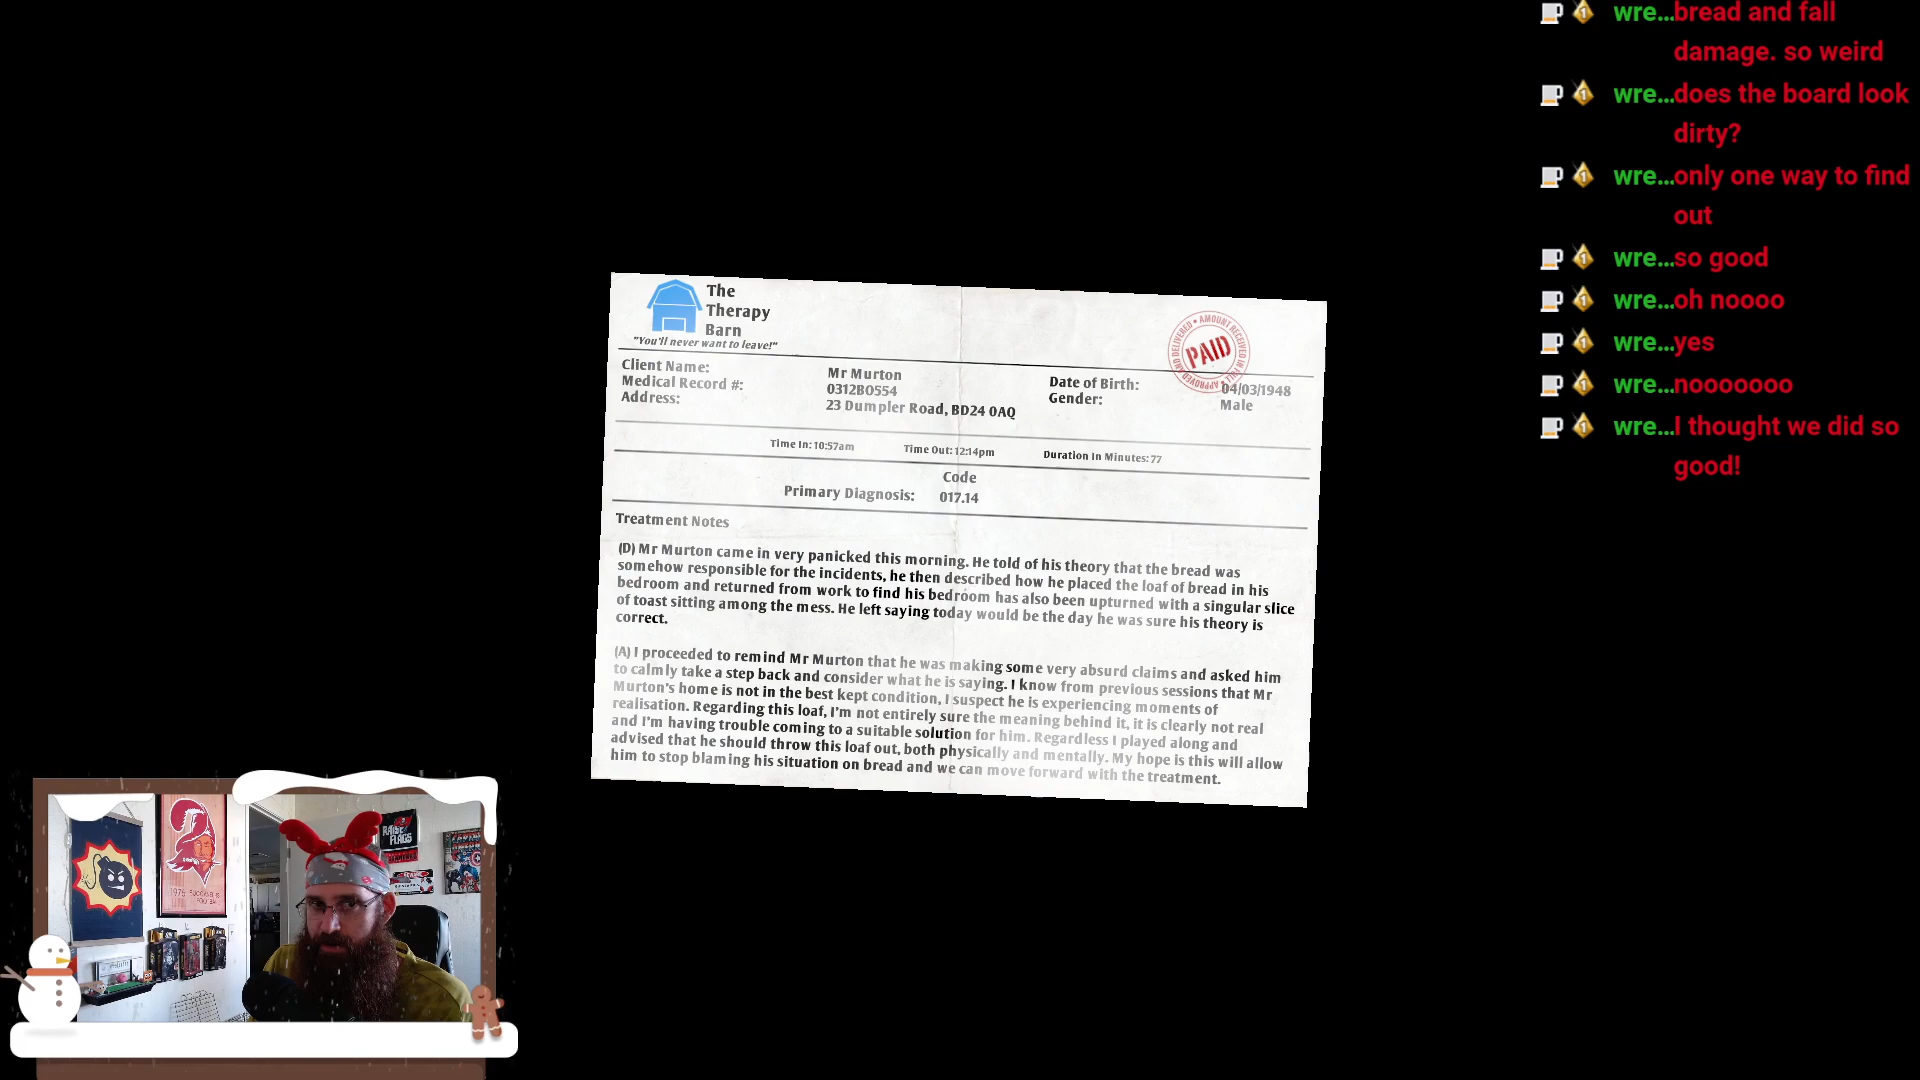 The
Therapy
Barn
"You'll never want to leave!"
DELIVERED • AMOUNT RECEIVED IN FULL • APPROVED AND
PAID
Client Name: Mr Murton
Date of Birth: 04/03/1948
Medical Record #: 0312B0554
Gender: Male
Address: 23 Dumpler Road, BD24 0AQ
Time In: 10:57am Time Out: 12:14pm Duration In Minutes: 77
Code
Primary Diagnosis: 017.14
Treatment Notes
(D) Mr Murton came in very panicked this morning. He told of his theory that the bread was
somehow responsible for the incidents, he then described how he placed the loaf of bread in his
bedroom and returned from work to find his bedroom has also been upturned with a singular slice
of toast sitting among the mess. He left saying today would be the day he was sure his theory is
correct.
(A) I proceeded to remind Mr Murton that he was making some very absurd claims and asked him
to calmly take a step back and consider what he is saying. I know from previous sessions that Mr
Murton's home is not in the best kept condition, I suspect he is experiencing moments of
realisation. Regarding this loaf, I'm not entirely sure the meaning behind it, it is clearly not real
and I'm having trouble coming to a suitable solution for him. Regardless I played along and
advised that he should throw this loaf out, both physically and mentally. My hope is this will allow
him to stop blaming his situation on bread and we can move forward with the treatment.
wre...bread and fall
damage. so weird
wre...does the board look
dirty?
wre...only one way to find
out
wre...so good
wre...oh noooo
wre...yes
wre...nooooooo
wre...I thought we did so
good!
RAISE
FLAGS
1976